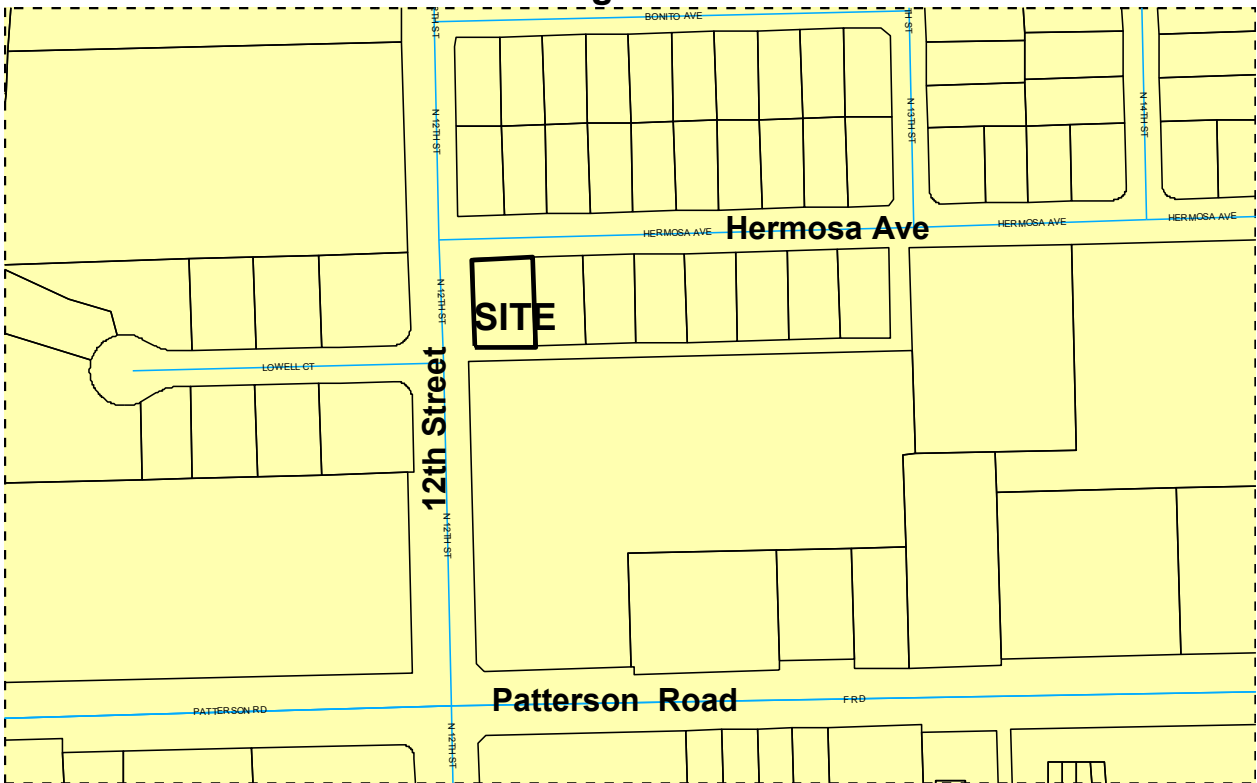 BONITO AVE
N 12TH ST
N 13TH ST
N 14TH ST
HERMOSA AVE
Hermosa Ave
HERMOSA AVE
HERMOSA AVE
N 12TH ST
SITE
LOWELL CT
12th Street
N 12TH ST
Patterson Road
F RD
PATTERSON RD
N 12TH ST